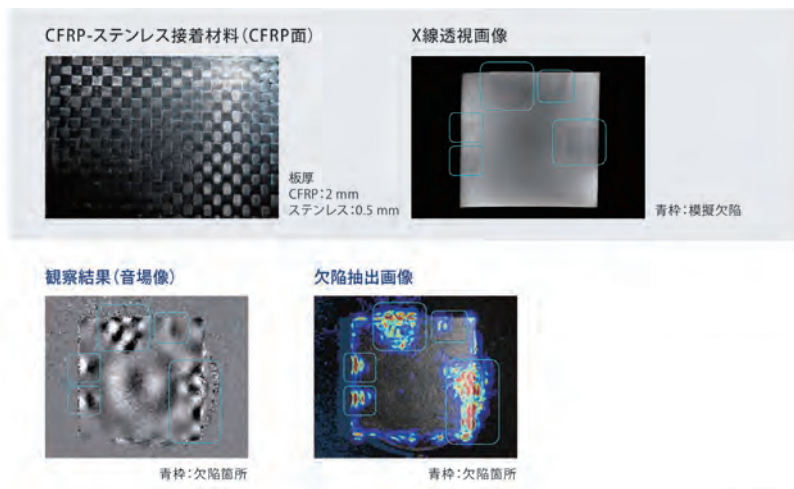 CFRP-ステンレス接着材料(CFRP面)
X線透視画像
板厚
CFRP:2 mm
ステンレス:0.5 mm
青枠:模擬欠陥
観察結果(音場像)
欠陥抽出画像
青枠:欠陥箇所
青枠:欠陥箇所